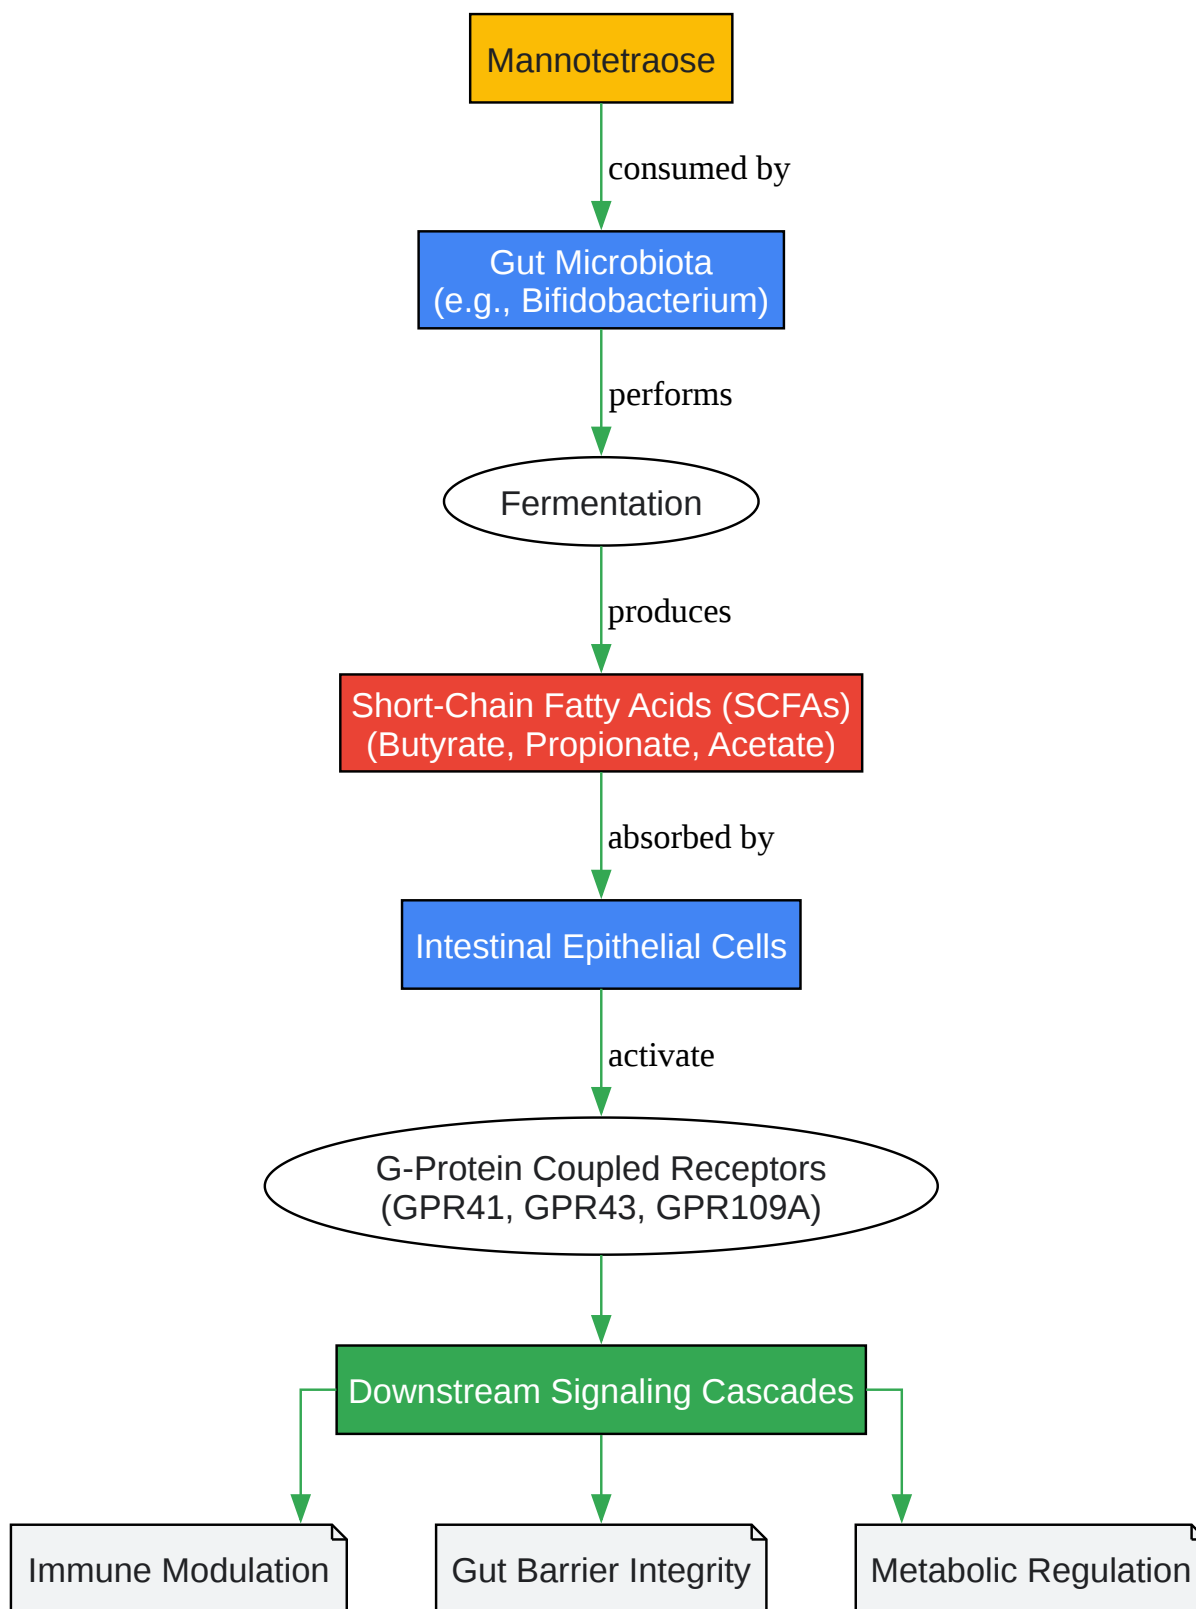 Mannotetraose
consumed by
Gut Microbiota
(e.g., Bifidobacterium)
performs
Fermentation
produces
Short-Chain Fatty Acids (SCFAs)
(Butyrate, Propionate, Acetate)
absorbed by
Intestinal Epithelial Cells
activate
G-Protein Coupled Receptors
(GPR41, GPR43, GPR109A)
Downstream Signaling Cascades
Immune Modulation
Gut Barrier Integrity
Metabolic Regulation